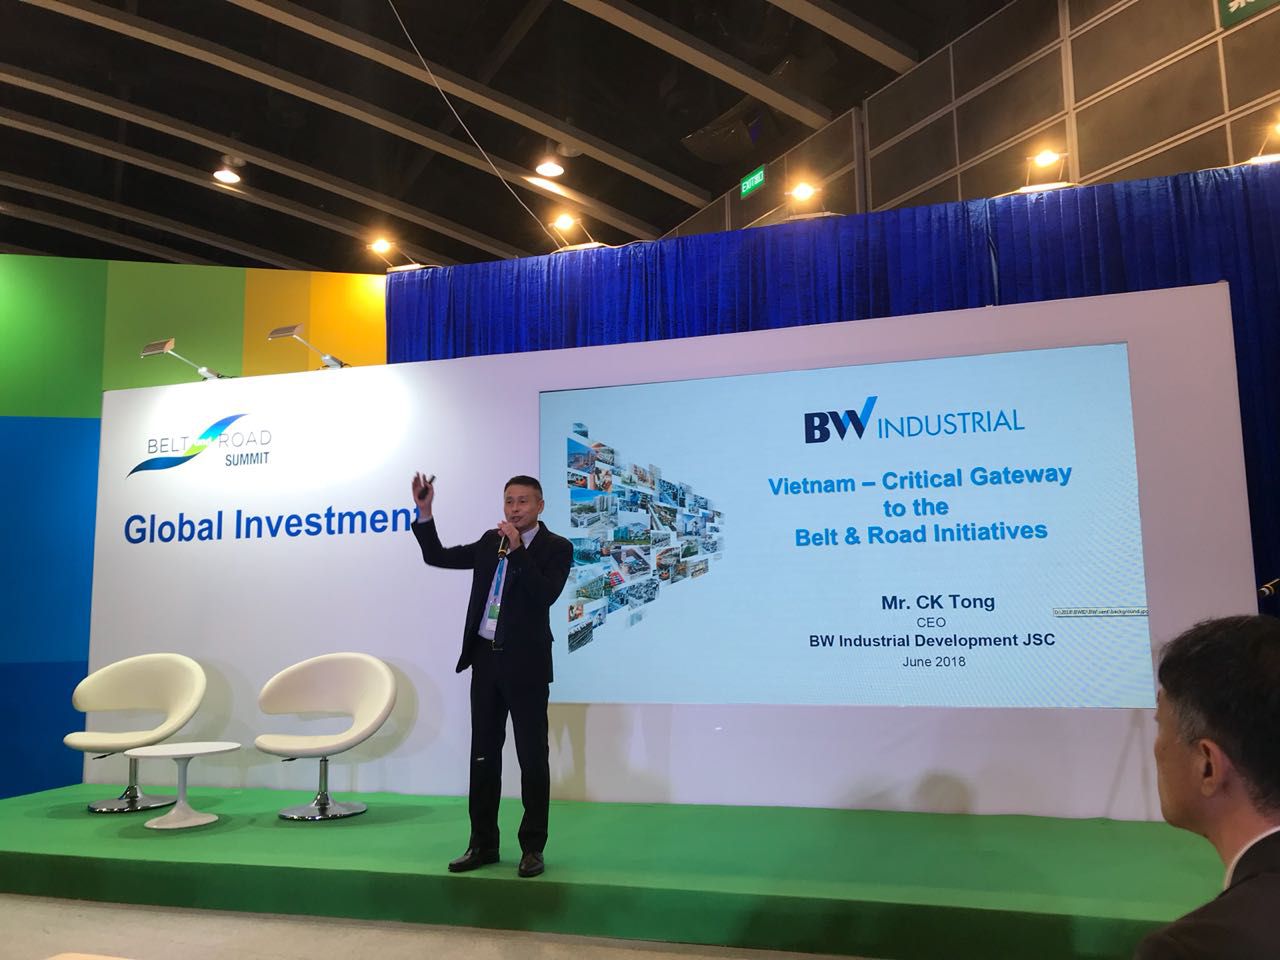 EXIT
BELT ROAD
SUMMIT
Global Investment
BW INDUSTRIAL
Vietnam – Critical Gateway
to the
Belt & Road Initiatives
Mr. CK Tong
CEO
BW Industrial Development JSC
June 2018